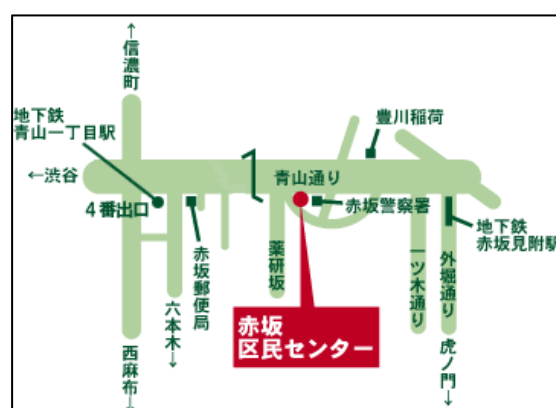 ↑信濃町
地下鉄
青山一丁目駅
豊川稲荷
←渋谷
青山通り
4番出口
赤坂警察署
地下鉄
赤坂見附駅
赤坂郵便局
薬研坂
一ツ木通り
外堀通り
六本木↓
赤坂
区民センター
西麻布↓
虎ノ門↓